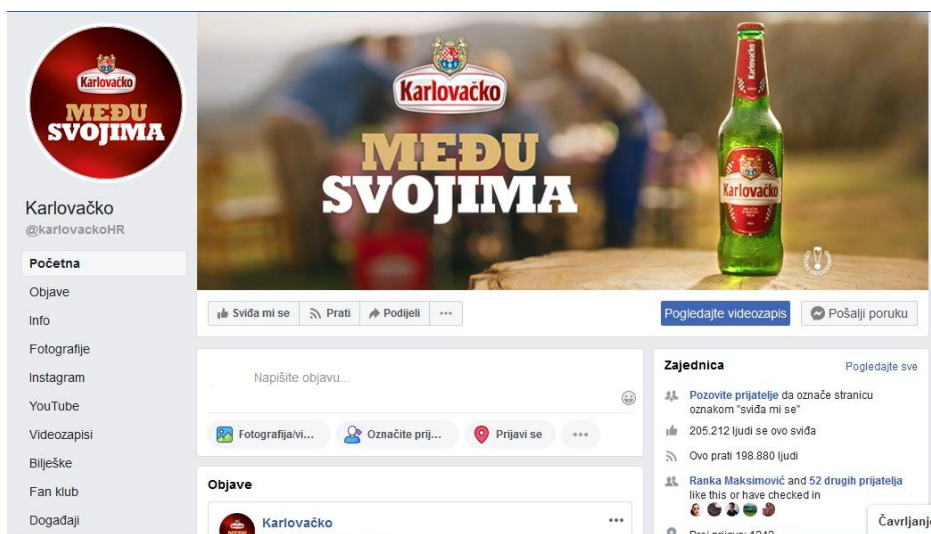 Karlovačko
MEĐU
SVOJIMA
Karlovačko
@karlovackoHR
Početna
Objave
Info
Fotografije
Instagram
YouTube
Videozapisi
Bilješke
Fan klub
Događaji
Karlovačko
MEĐU
SVOJIMA
Karlovačko
Karlovačko
Sviđa mi se
Prati
Podijeli
Pogledajte videozapis
Pošalji poruku
Napišite objavu...
Fotografija/vi...
Označite prij...
Prijavi se
Objave
Karlovačko
Zajednica
Pogledajte sve
Pozovite prijatelje da označe stranicu
oznakom "sviđa mi se"
205.212 ljudi se ovo sviđa
Ovo prati 198.880 ljudi
Ranka Maksimović and 52 drugih prijatelja
like this or have checked in
Čavrljanje